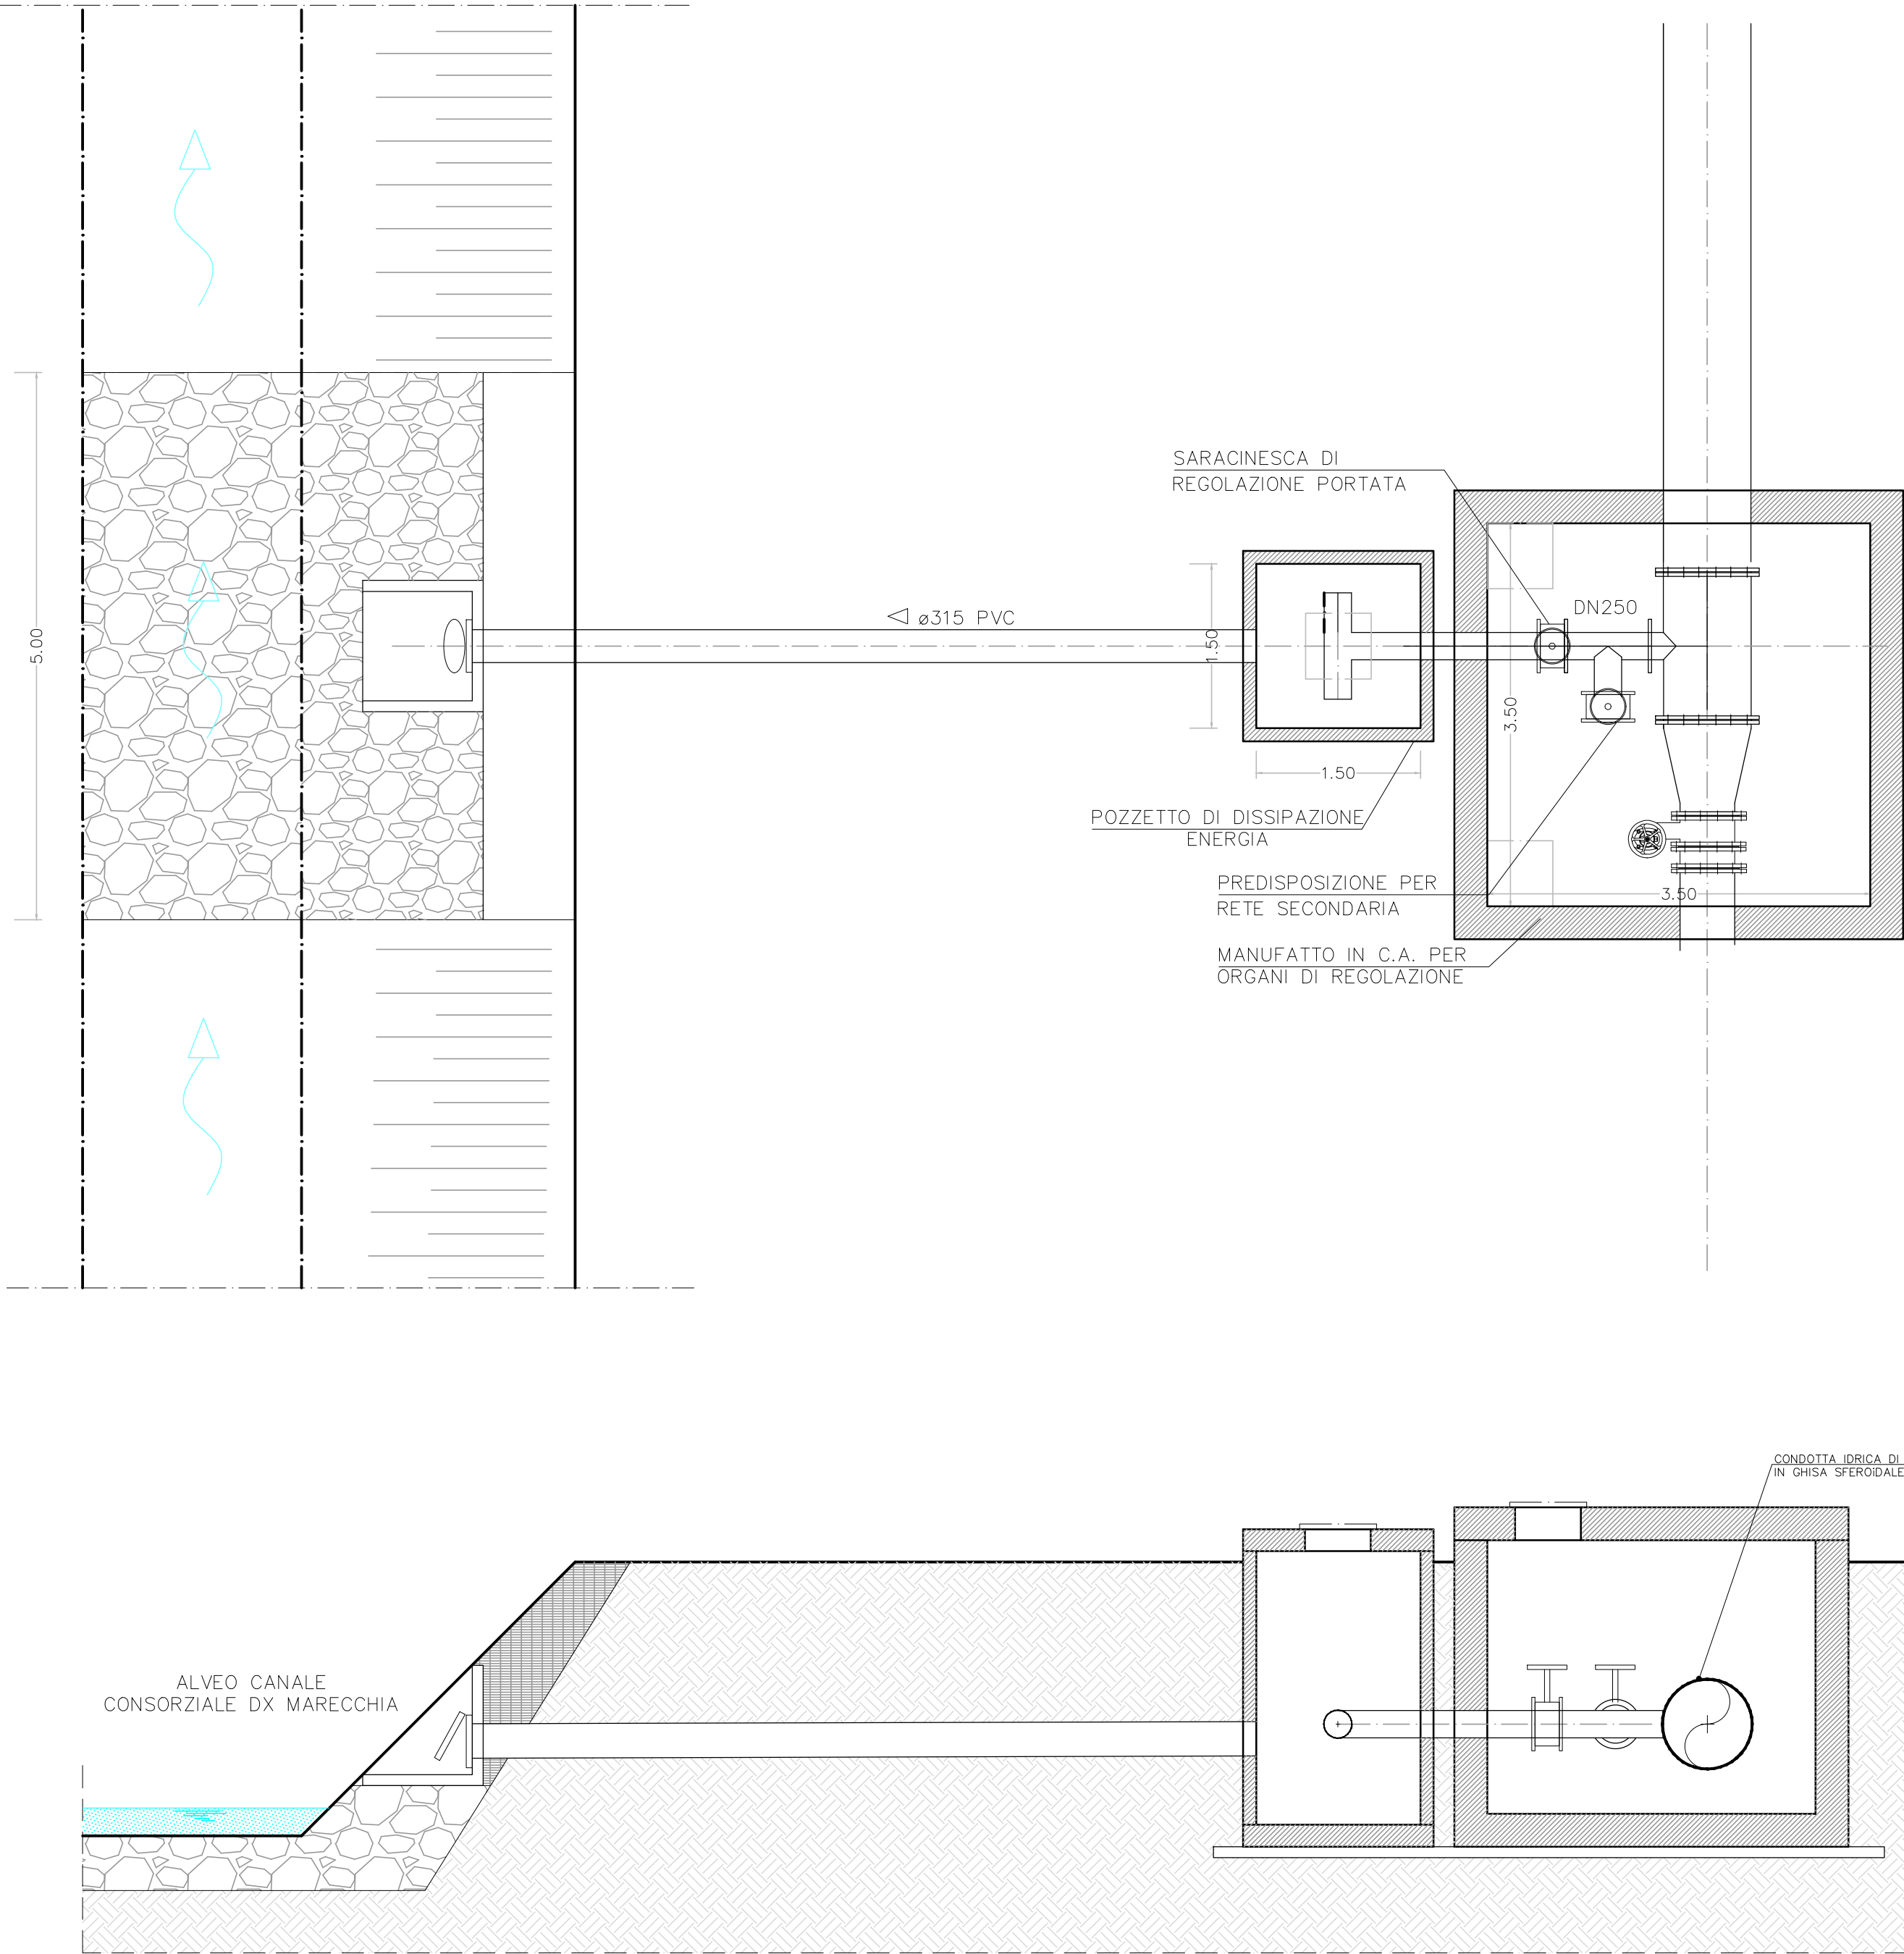 SARACINESCA DI
REGOLAZIONE PORTATA
DN250
ø315 PVC
5.00
1.50
3.50
1.50
POZZETTO DI DISSIPAZIONE
ENERGIA
PREDISPOSIZIONE PER
RETE SECONDARIA
3.50
MANUFATTO IN C.A. PER
ORGANI DI REGOLAZIONE
CONDOTTA IDRICA DI
IN GHISA SFEROIDALE
ALVEO CANALE
CONSORZIALE DX MARECCHIA